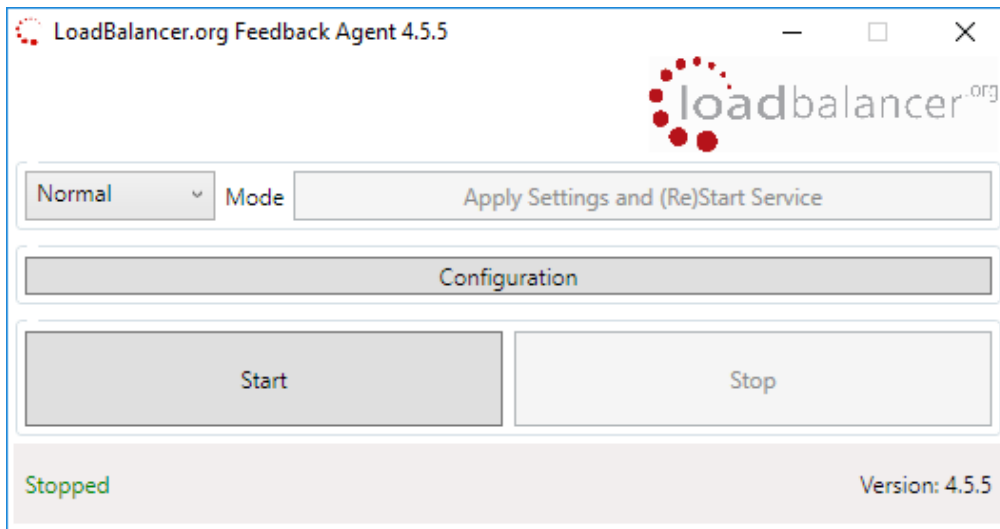 LoadBalancer.org Feedback Agent 4.5.5
loadbalancer.org
Normal Mode Apply Settings and (Re)Start Service
Configuration
Start Stop
Stopped Version: 4.5.5